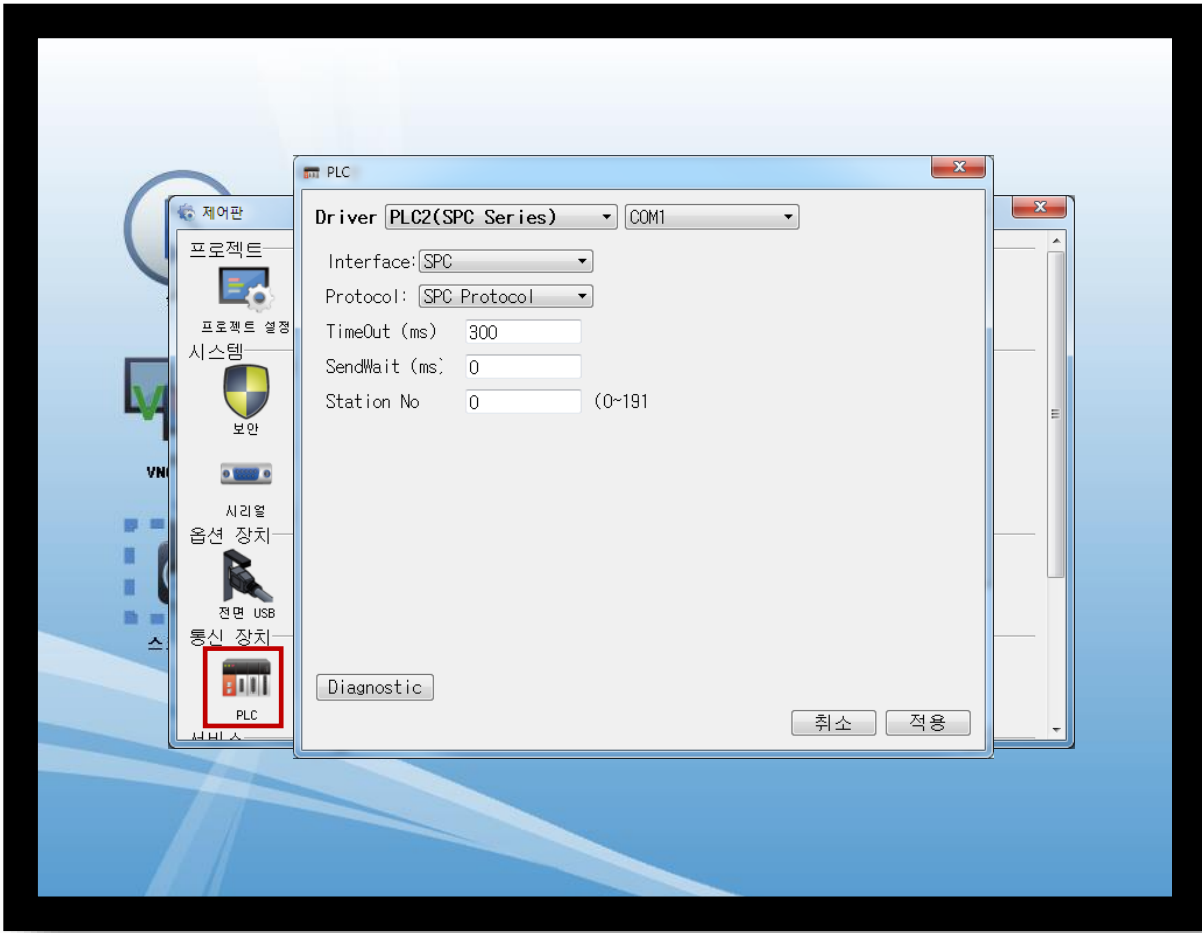 PLC
제어판
Driver PLC2(SPC Series) COM1
프로젝트
Interface: SPC
Protocol: SPC Protocol
프로젝트 설정
TimeOut (ms) 300
시스템
SendWait (ms) 0
Station No 0 (0~191
보안
시리얼
옵션 장치
전면 USB
통신 장치
Diagnostic
PLC
취소 적용